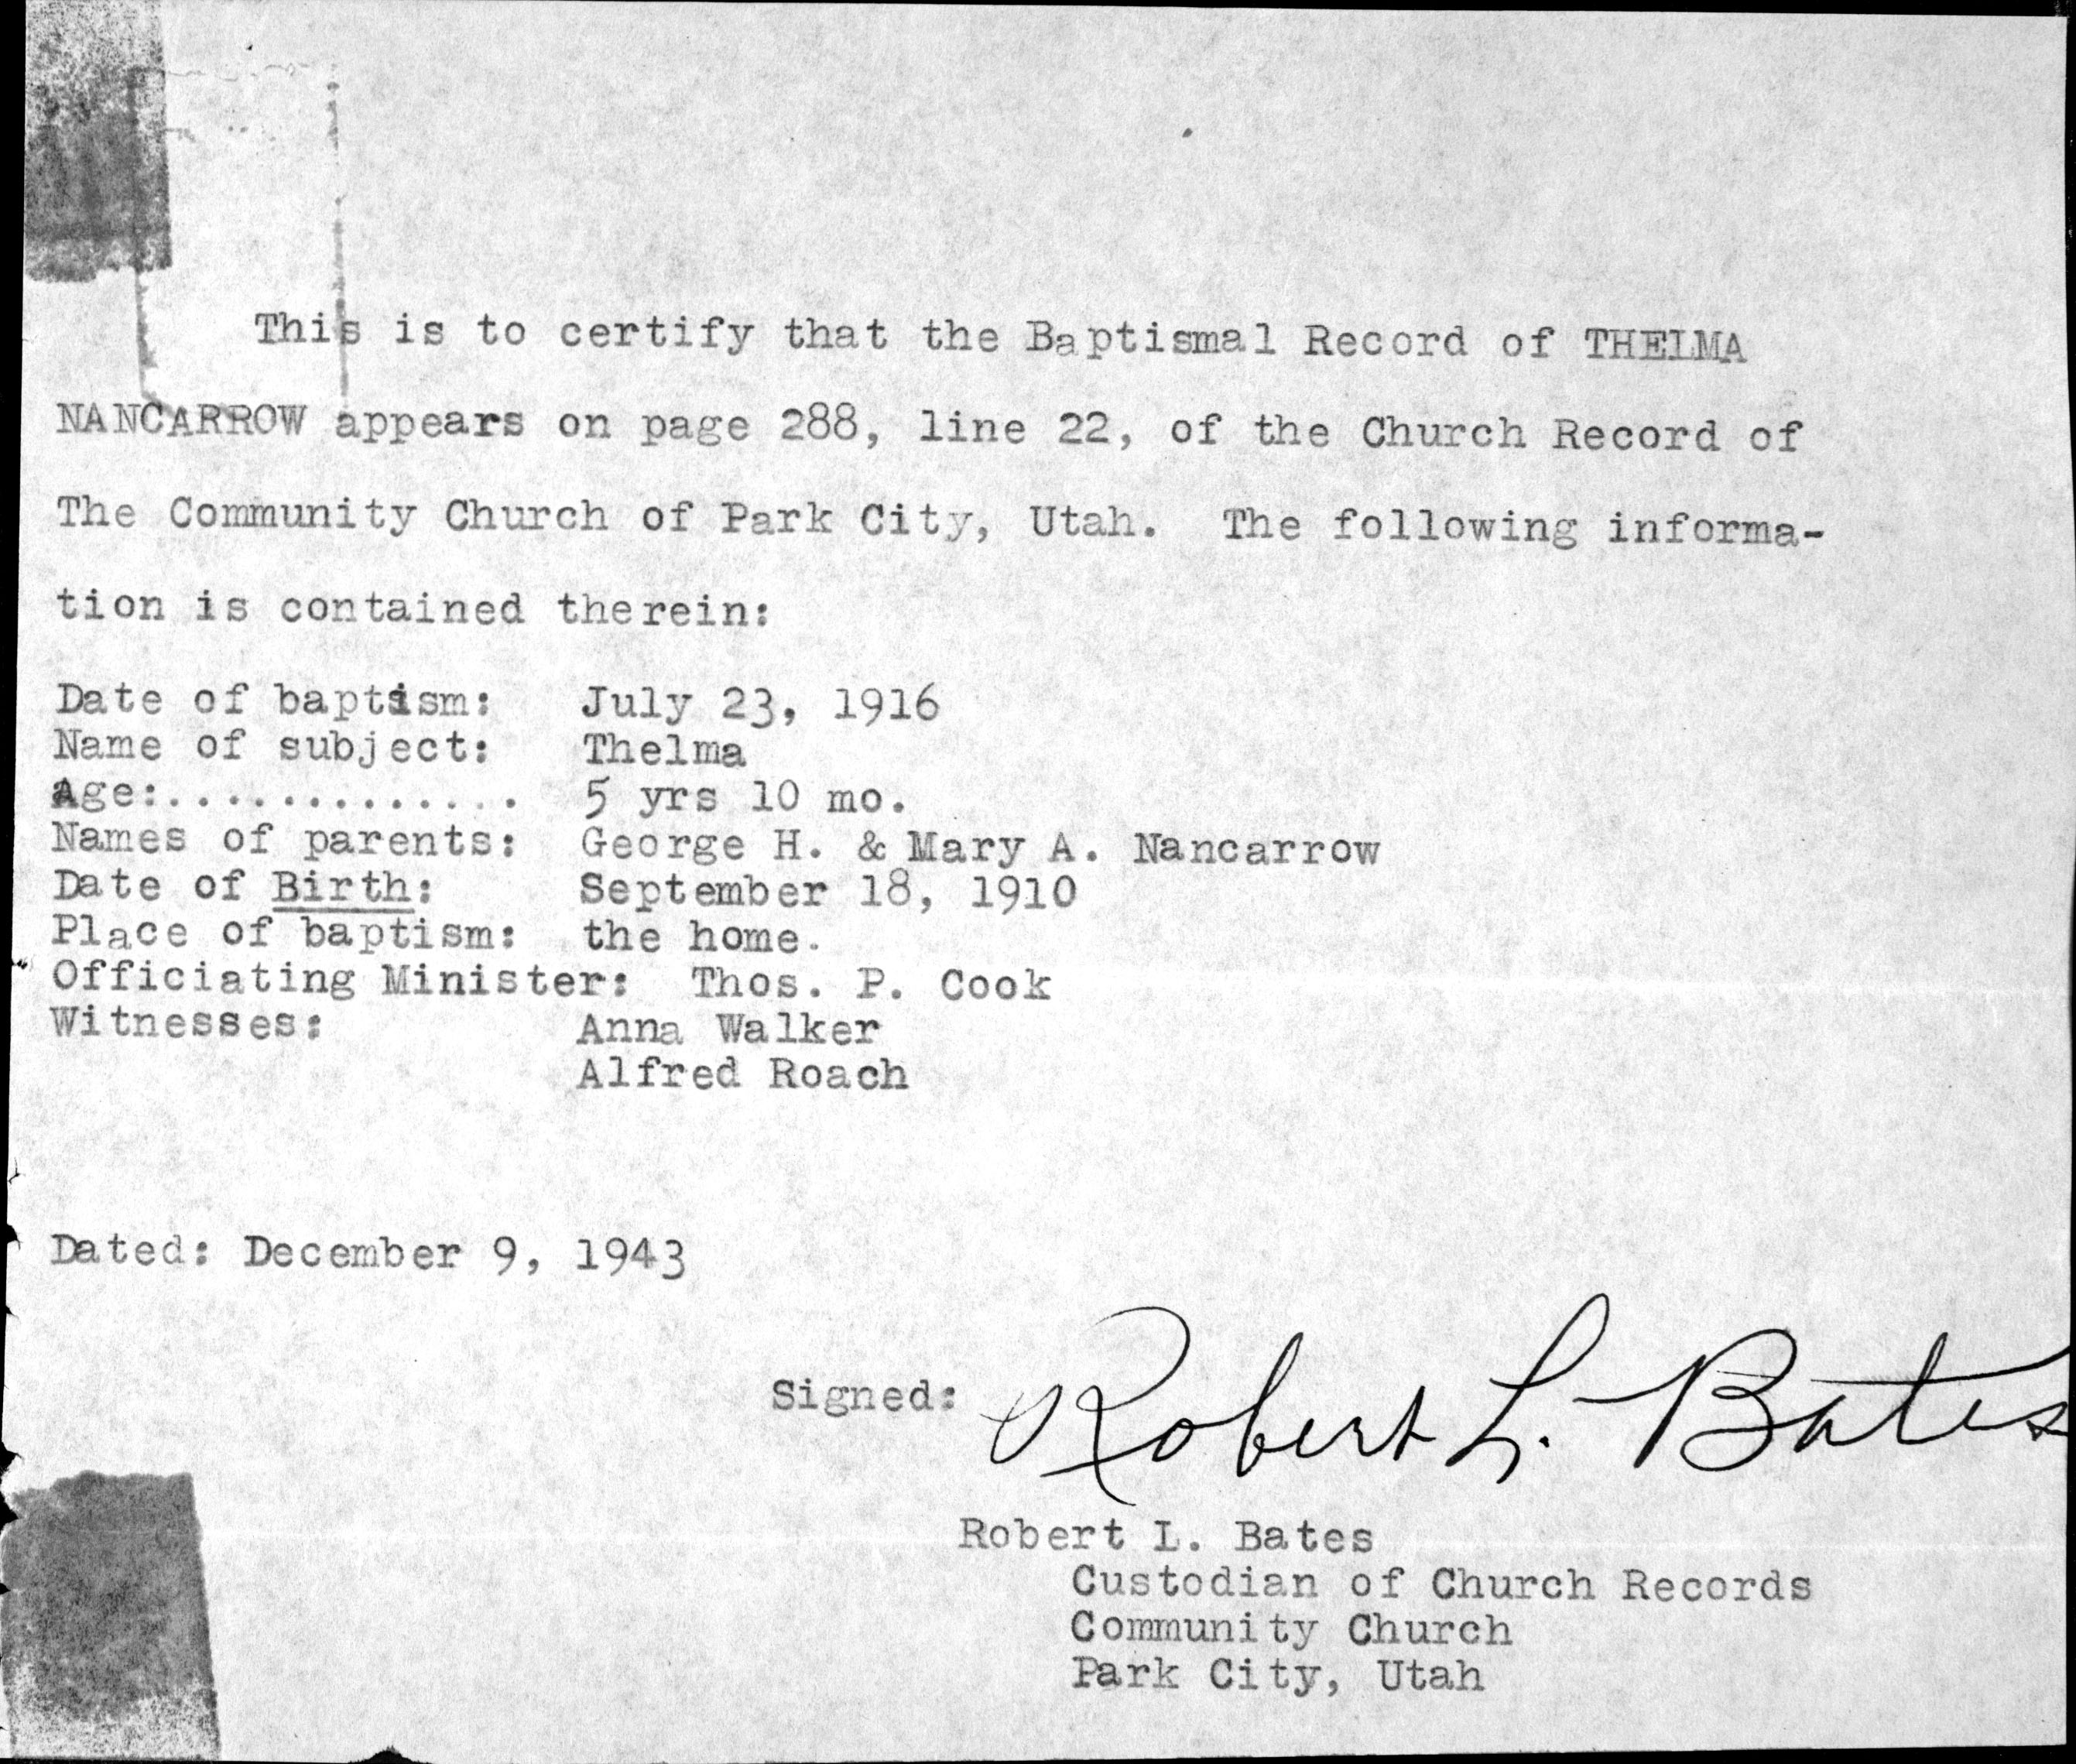 This is to certify that the Baptismal Record of THELMA
NANCARROW appears on page 288, line 22, of the Church Record of
The Community Church of Park City, Utah. The following informa-
tion is contained therein:
Date of baptism: July 23, 1916
Name of subject: Thelma
Age:............. 5 yrs 10 mo.
Names of parents: George H. & Mary A. Nancarrow
Date of Birth: September 18, 1910
Place of baptism: the home.
Officiating Minister: Thos. P. Cook
Witnesses: Anna Walker
Alfred Roach
Dated: December 9, 1943
Signed: Robert L. Bates
Robert L. Bates
Custodian of Church Records
Community Church
Park City, Utah